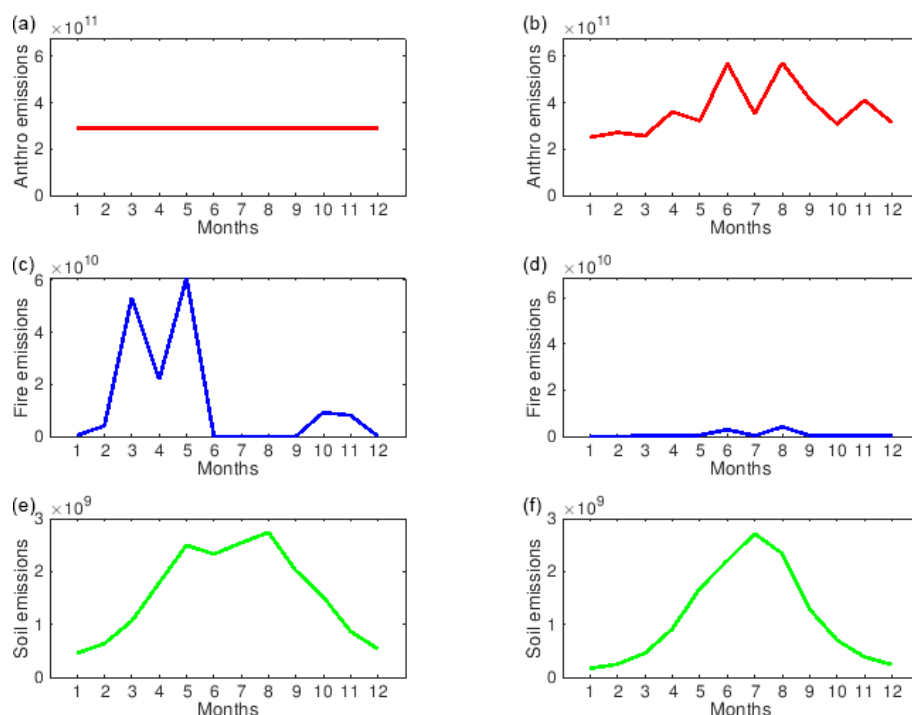 (a) ×10^11
Anthro emissions
6
4
2
0
1 2 3 4 5 6 7 8 9 10 11 12
Months
(b) ×10^11
Anthro emissions
6
4
2
0
1 2 3 4 5 6 7 8 9 10 11 12
Months
(c) ×10^10
Fire emissions
6
4
2
0
1 2 3 4 5 6 7 8 9 10 11 12
Months
(d) ×10^10
Fire emissions
6
4
2
0
1 2 3 4 5 6 7 8 9 10 11 12
Months
(e) ×10^9
Soil emissions
3
2
1
0
1 2 3 4 5 6 7 8 9 10 11 12
Months
(f) ×10^9
Soil emissions
3
2
1
0
1 2 3 4 5 6 7 8 9 10 11 12
Months